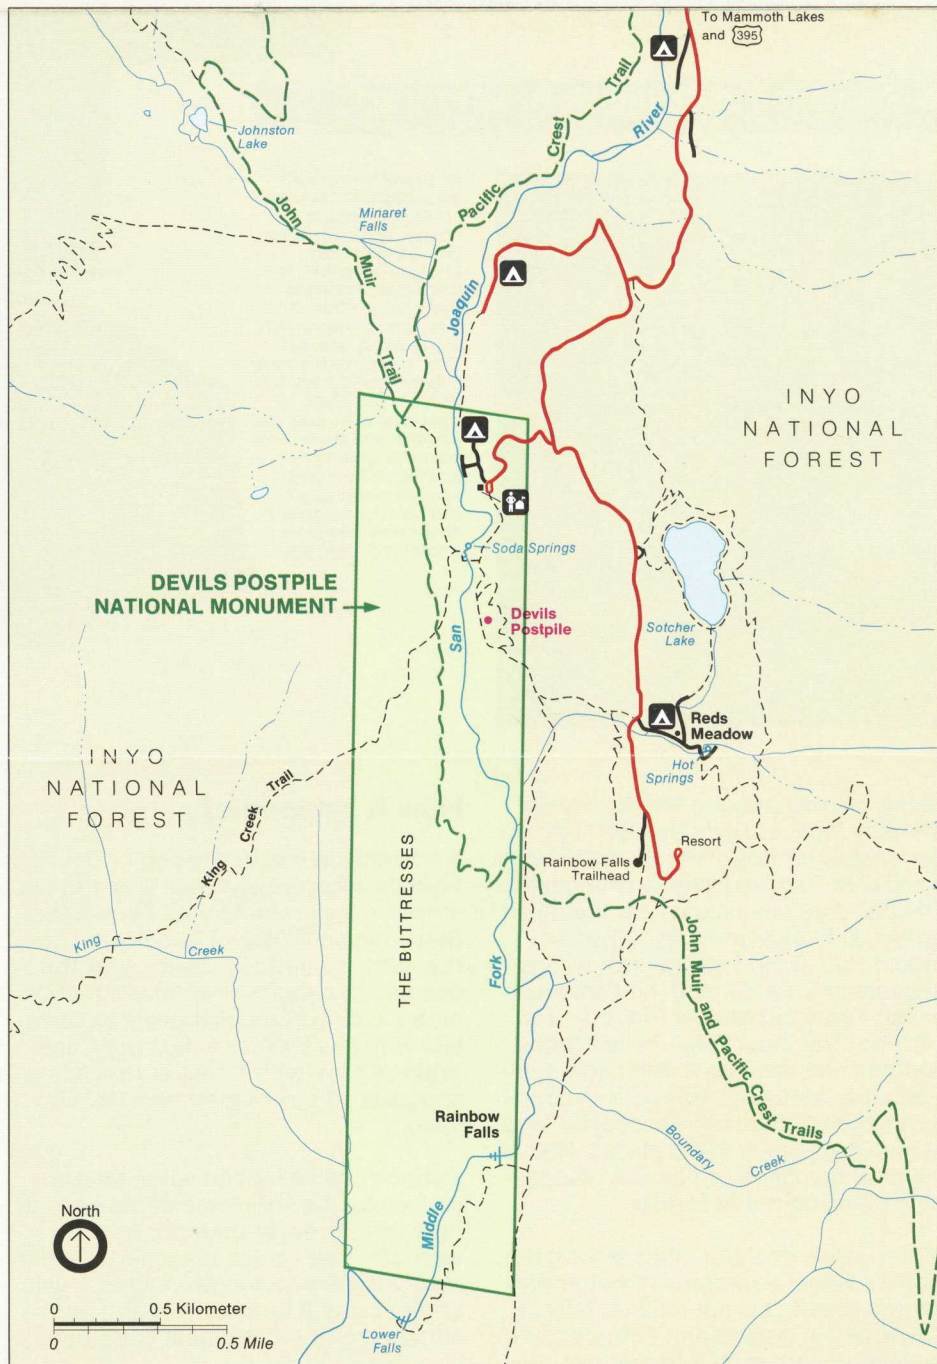 To Mammoth Lakes
and 395
Trail
River
Crest
Pacific
Johnston
Lake
John
Minaret
Falls
Muir
Joaquin
Trail
INYO
NATIONAL
FOREST
Soda Springs
DEVILS POSTPILE
NATIONAL MONUMENT
Devils
Postpile
San
Sotcher
Lake
Reds
Meadow
Hot
Springs
INYO
NATIONAL
FOREST
King Creek Trail
Resort
Rainbow Falls
Trailhead
THE BUTTRESSES
King
Creek
Fork
John Muir and Pacific Crest Trails
Rainbow
Falls
Boundary
Creek
Middle
North
0 0.5 Kilometer
0 0.5 Mile
Lower
Falls